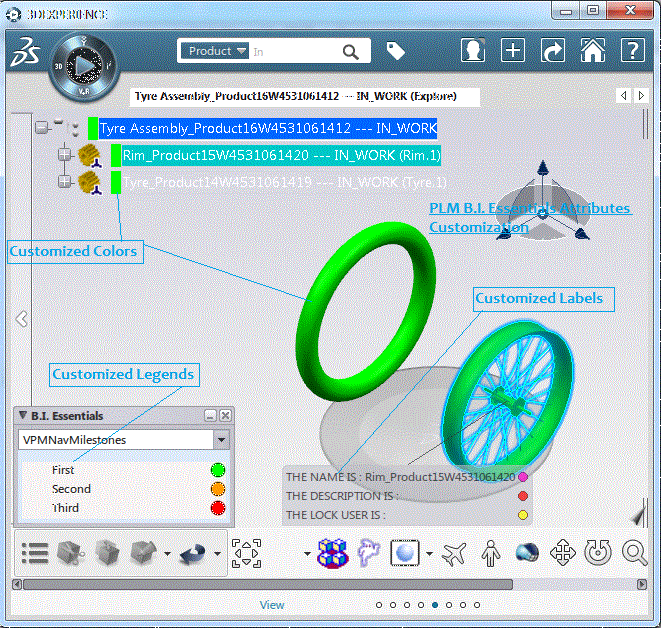 3DEXPERIENCE
3D
V.R
Product
In
Tyre Assembly_Product16W4531061412 --- IN_WORK (Explore)
Tyre Assembly_Product16W4531061412 --- IN_WORK
Rim_Product15W4531061420 --- IN_WORK (Rim.1)
Tyre_Product14W4531061419 --- IN_WORK (Tyre.1)
PLM B.I. Essentials Attributes
Customization
Customized Colors
Customized Labels
Customized Legends
B.I. Essentials
VPMNavMilestones
First
Second
Third
THE NAME IS : Rim_Product15W4531061420
THE DESCRIPTION IS :
THE LOCK USER IS :
View